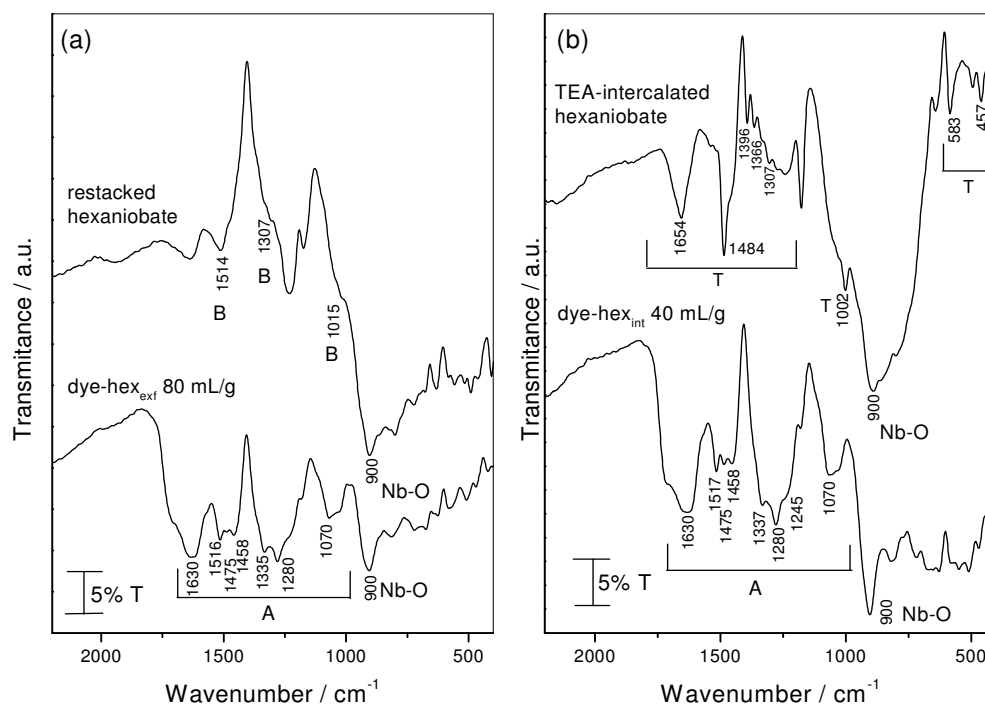 (a)
restacked
hexaniobate
1514
B
1307
B
1015
B
900
Nb-O
dye-hexexf 80 mL/g
1630
1516
1475
1458
1335
1280
1070
900
Nb-O
A
5% T
Transmitance / a.u.
2000
1500
1000
500
Wavenumber / cm-1
(b)
TEA-intercalated
hexaniobate
1654
1484
1396
1366
1307
T
T
1002
583
457
T
900
Nb-O
dye-hexint 40 mL/g
1630
1517
1475
1458
1337
1280
1245
1070
900
Nb-O
A
5% T
Transmitance / a.u.
2000
1500
1000
500
Wavenumber / cm-1